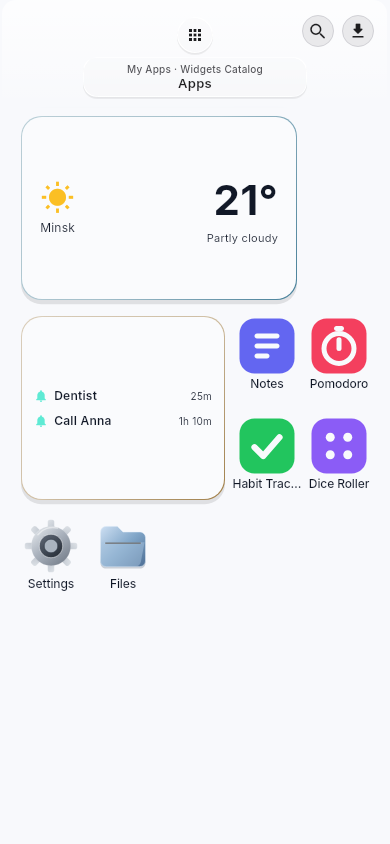 My Apps · Widgets Catalog
Apps
21°
Minsk
Partly cloudy
Dentist 25m
Call Anna 1h 10m
Notes
Pomodoro
Habit Trac...
Dice Roller
Settings
Files